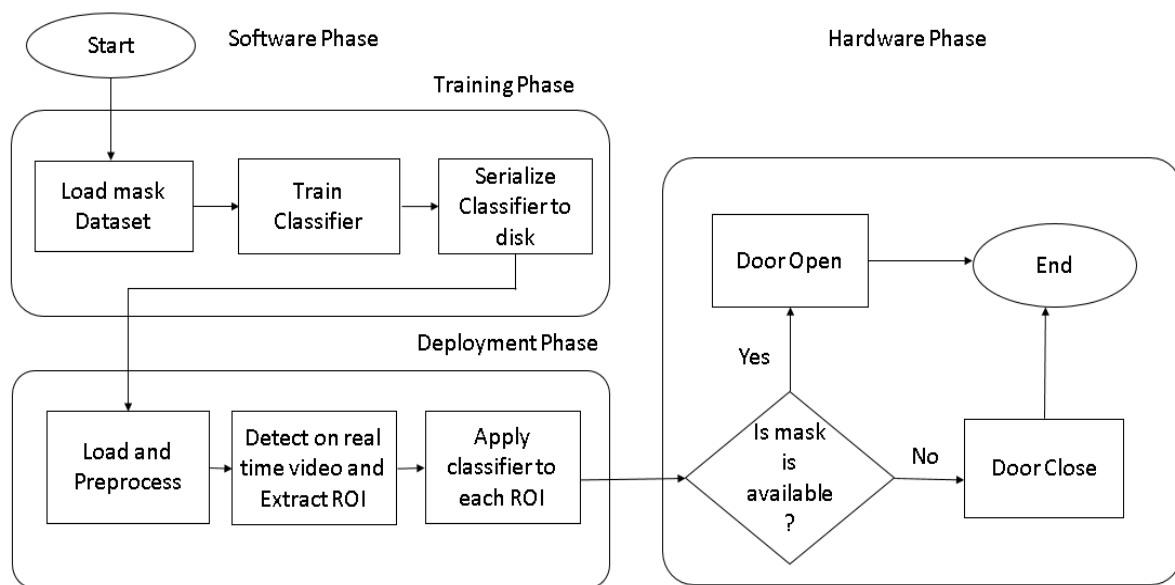 Start
Software Phase
Hardware Phase
Training Phase
Load mask
Dataset
Train
Classifier
Serialize
Classifier to
disk
Deployment Phase
Load and
Preprocess
Detect on real
time video and
Extract ROI
Apply
classifier to
each ROI
Door Open
End
Yes
Is mask
is
available
?
No
Door Close